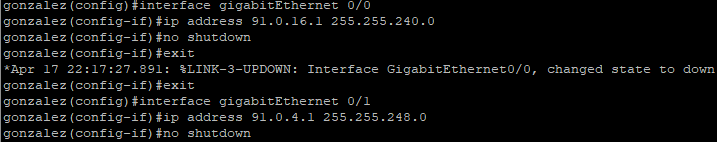 gonzalez(config)#interface gigabitEthernet 0/0
gonzalez(config-if)#ip address 91.0.16.1 255.255.240.0
gonzalez(config-if)#no shutdown
gonzalez(config-if)#exit
*Apr 17 22:17:27.891: %LINK-3-UPDOWN: Interface GigabitEthernet0/0, changed state to down
gonzalez(config-if)#exit
gonzalez(config)#interface gigabitEthernet 0/1
gonzalez(config-if)#ip address 91.0.4.1 255.255.248.0
gonzalez(config-if)#no shutdown